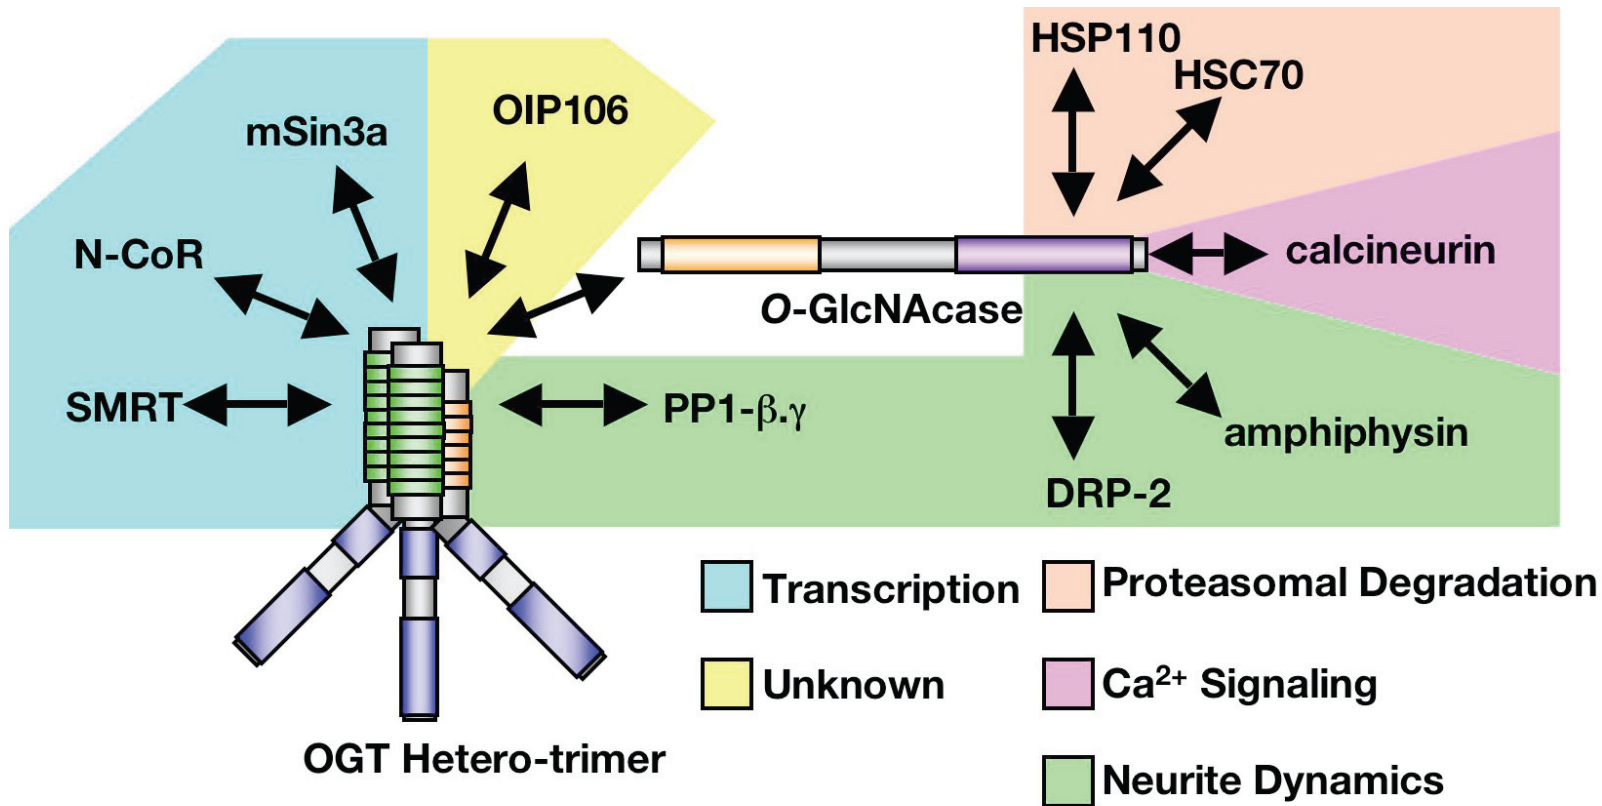 HSP110
HSC70
OIP106
mSin3a
N-CoR
calcineurin
O-GlcNAcase
SMRT
PP1-β.γ
amphiphysin
DRP-2
Transcription
Proteasomal Degradation
Unknown
Ca²⁺ Signaling
OGT Hetero-trimer
Neurite Dynamics